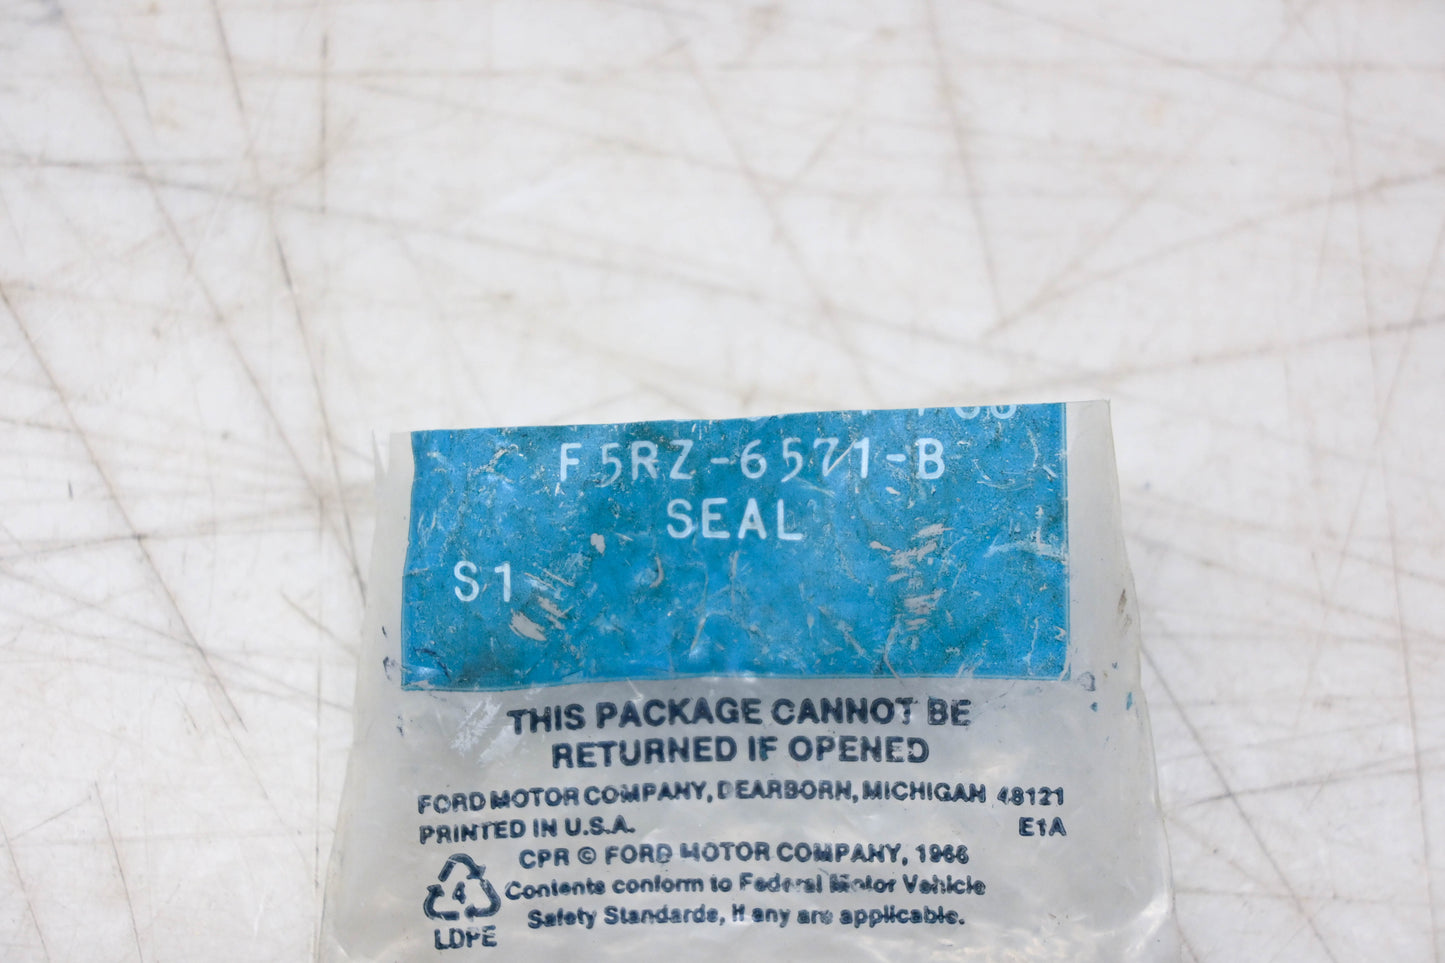 F5RZ-6571-B
SEAL
S1
THIS PACKAGE CANNOT BE
RETURNED IF OPENED
FORD MOTOR COMPANY, DEARBORN, MICHIGAN 48121
PRINTED IN U.S.A. E1A
CPR © FORD MOTOR COMPANY, 1966
4 Contents conform to Federal Motor Vehicle
Safety Standards, if any are applicable.
LDPE